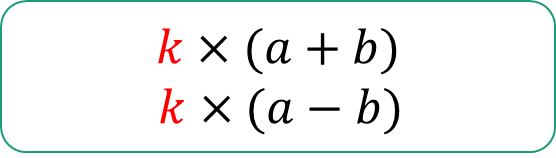 k × (a + b)
k × (a − b)